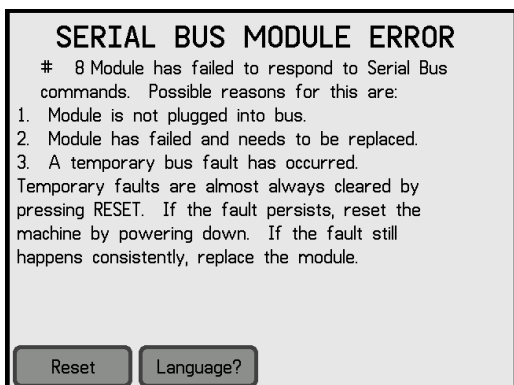 SERIAL BUS MODULE ERROR
# 8 Module has failed to respond to Serial Bus
commands. Possible reasons for this are:
1. Module is not plugged into bus.
2. Module has failed and needs to be replaced.
3. A temporary bus fault has occurred.
Temporary faults are almost always cleared by
pressing RESET. If the fault persists, reset the
machine by powering down. If the fault still
happens consistently, replace the module.
Reset Language?